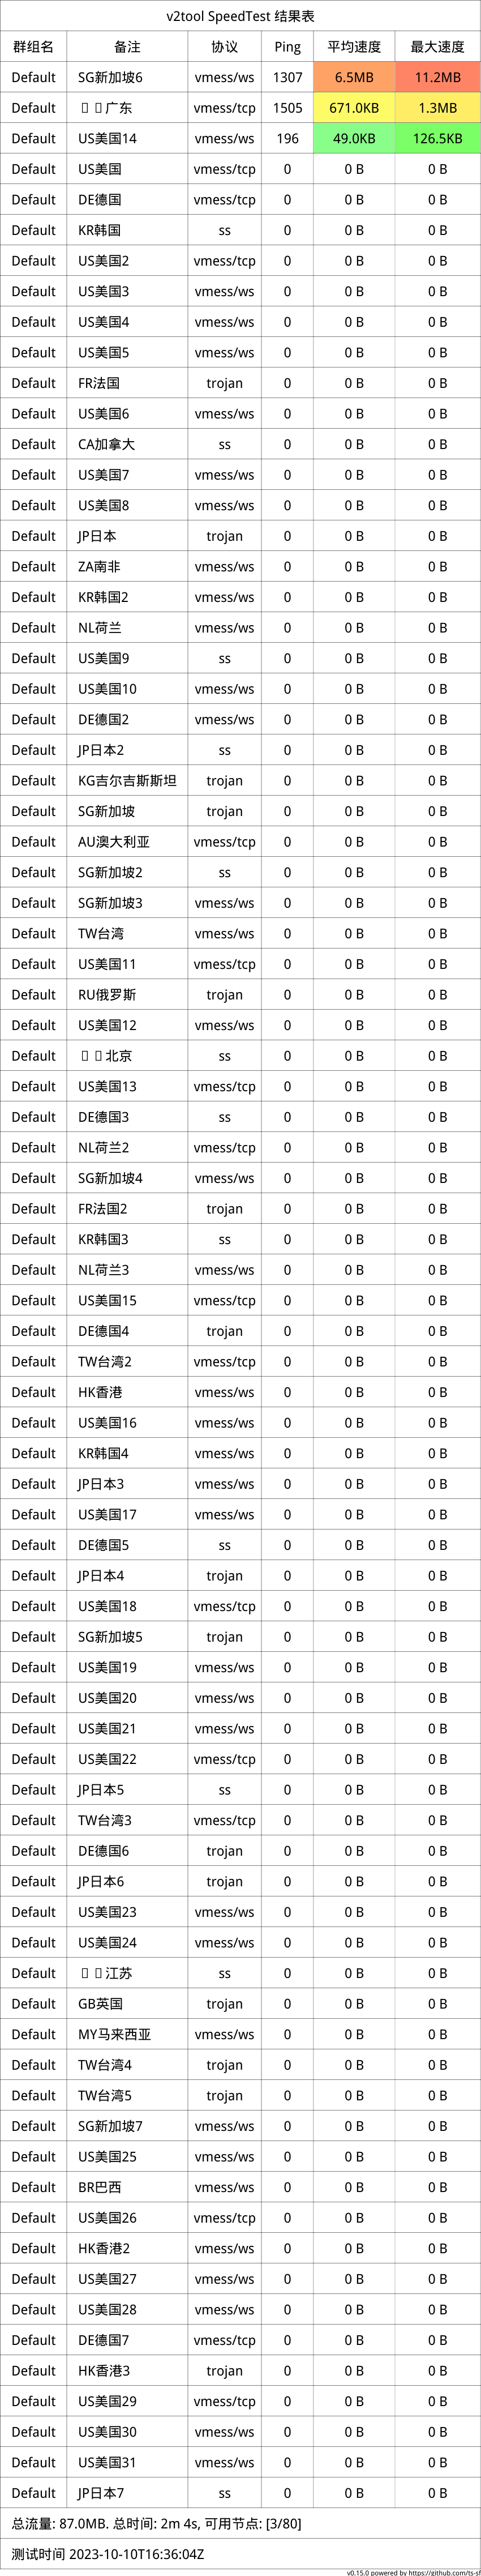 v2tool SpeedTest 结果表
群组名 备注 协议 Ping 平均速度 最大速度
Default SG新加坡6 vmess/ws 1307 6.5MB 11.2MB
Default 广东 vmess/tcp 1505 671.0KB 1.3MB
Default US美国14 vmess/ws 196 49.0KB 126.5KB
Default US美国 vmess/tcp 0 0 B 0 B
Default DE德国 vmess/tcp 0 0 B 0 B
Default KR韩国 ss 0 0 B 0 B
Default US美国2 vmess/tcp 0 0 B 0 B
Default US美国3 vmess/ws 0 0 B 0 B
Default US美国4 vmess/ws 0 0 B 0 B
Default US美国5 vmess/ws 0 0 B 0 B
Default FR法国 trojan 0 0 B 0 B
Default US美国6 vmess/ws 0 0 B 0 B
Default CA加拿大 ss 0 0 B 0 B
Default US美国7 vmess/ws 0 0 B 0 B
Default US美国8 vmess/ws 0 0 B 0 B
Default JP日本 trojan 0 0 B 0 B
Default ZA南非 vmess/ws 0 0 B 0 B
Default KR韩国2 vmess/ws 0 0 B 0 B
Default NL荷兰 vmess/ws 0 0 B 0 B
Default US美国9 ss 0 0 B 0 B
Default US美国10 vmess/ws 0 0 B 0 B
Default DE德国2 vmess/ws 0 0 B 0 B
Default JP日本2 ss 0 0 B 0 B
Default KG吉尔吉斯斯坦 trojan 0 0 B 0 B
Default SG新加坡 trojan 0 0 B 0 B
Default AU澳大利亚 vmess/tcp 0 0 B 0 B
Default SG新加坡2 ss 0 0 B 0 B
Default SG新加坡3 vmess/ws 0 0 B 0 B
Default TW台湾 vmess/ws 0 0 B 0 B
Default US美国11 vmess/tcp 0 0 B 0 B
Default RU俄罗斯 trojan 0 0 B 0 B
Default US美国12 vmess/ws 0 0 B 0 B
Default 北京 ss 0 0 B 0 B
Default US美国13 vmess/tcp 0 0 B 0 B
Default DE德国3 ss 0 0 B 0 B
Default NL荷兰2 vmess/tcp 0 0 B 0 B
Default SG新加坡4 vmess/ws 0 0 B 0 B
Default FR法国2 trojan 0 0 B 0 B
Default KR韩国3 ss 0 0 B 0 B
Default NL荷兰3 vmess/ws 0 0 B 0 B
Default US美国15 vmess/tcp 0 0 B 0 B
Default DE德国4 trojan 0 0 B 0 B
Default TW台湾2 vmess/tcp 0 0 B 0 B
Default HK香港 vmess/ws 0 0 B 0 B
Default US美国16 vmess/ws 0 0 B 0 B
Default KR韩国4 vmess/ws 0 0 B 0 B
Default JP日本3 vmess/ws 0 0 B 0 B
Default US美国17 vmess/ws 0 0 B 0 B
Default DE德国5 ss 0 0 B 0 B
Default JP日本4 trojan 0 0 B 0 B
Default US美国18 vmess/tcp 0 0 B 0 B
Default SG新加坡5 trojan 0 0 B 0 B
Default US美国19 vmess/ws 0 0 B 0 B
Default US美国20 vmess/ws 0 0 B 0 B
Default US美国21 vmess/ws 0 0 B 0 B
Default US美国22 vmess/tcp 0 0 B 0 B
Default JP日本5 ss 0 0 B 0 B
Default TW台湾3 vmess/tcp 0 0 B 0 B
Default DE德国6 trojan 0 0 B 0 B
Default JP日本6 trojan 0 0 B 0 B
Default US美国23 vmess/ws 0 0 B 0 B
Default US美国24 vmess/ws 0 0 B 0 B
Default 江苏 ss 0 0 B 0 B
Default GB英国 trojan 0 0 B 0 B
Default MY马来西亚 vmess/ws 0 0 B 0 B
Default TW台湾4 trojan 0 0 B 0 B
Default TW台湾5 trojan 0 0 B 0 B
Default SG新加坡7 vmess/ws 0 0 B 0 B
Default US美国25 vmess/ws 0 0 B 0 B
Default BR巴西 vmess/ws 0 0 B 0 B
Default US美国26 vmess/tcp 0 0 B 0 B
Default HK香港2 vmess/ws 0 0 B 0 B
Default US美国27 vmess/ws 0 0 B 0 B
Default US美国28 vmess/ws 0 0 B 0 B
Default DE德国7 vmess/tcp 0 0 B 0 B
Default HK香港3 trojan 0 0 B 0 B
Default US美国29 vmess/tcp 0 0 B 0 B
Default US美国30 vmess/ws 0 0 B 0 B
Default US美国31 vmess/ws 0 0 B 0 B
Default JP日本7 ss 0 0 B 0 B
总流量: 87.0MB. 总时间: 2m 4s, 可用节点: [3/80]
测试时间 2023-10-10T16:36:04Z
v0.15.0 powered by https://github.com/ts-sf